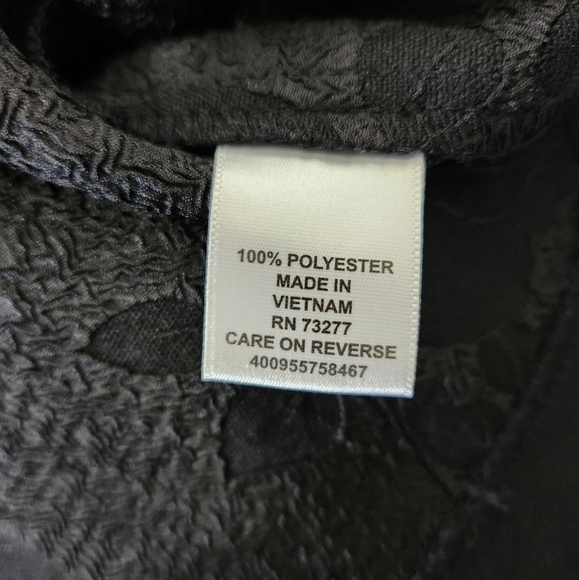 100% POLYESTER
MADE IN
VIETNAM
RN 73277
CARE ON REVERSE
400955758467